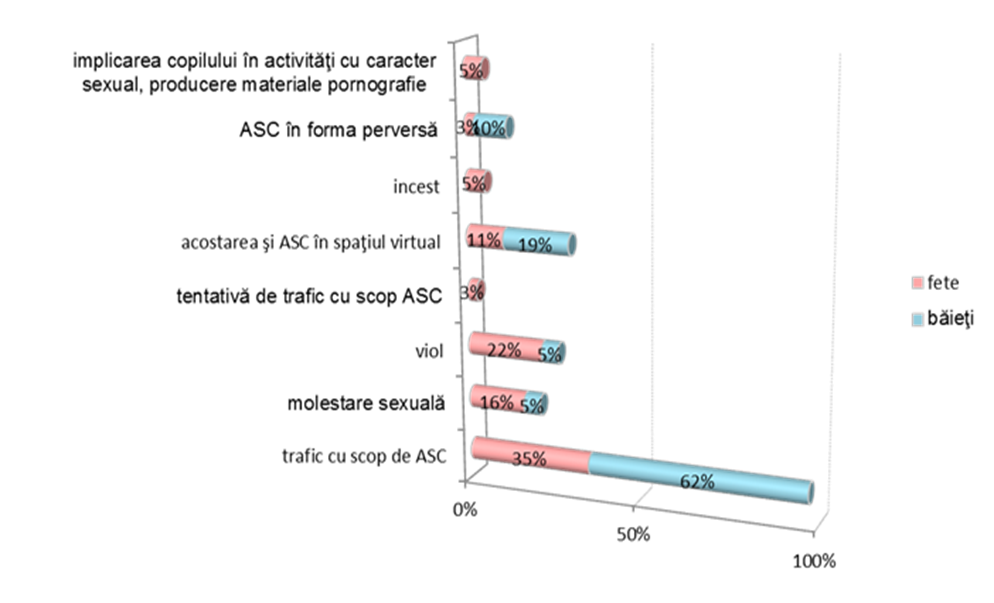 implicarea copilului în activităţi cu caracter
sexual, producere materiale pornografie
5%
ASC în forma perversă
3% 10%
incest
5%
acostarea şi ASC în spaţiul virtual
11% 19%
tentativă de trafic cu scop ASC
3%
viol
22% 5%
molestare sexuală
16% 5%
trafic cu scop de ASC
35% 62%
0%
50%
100%
fete
băieţi